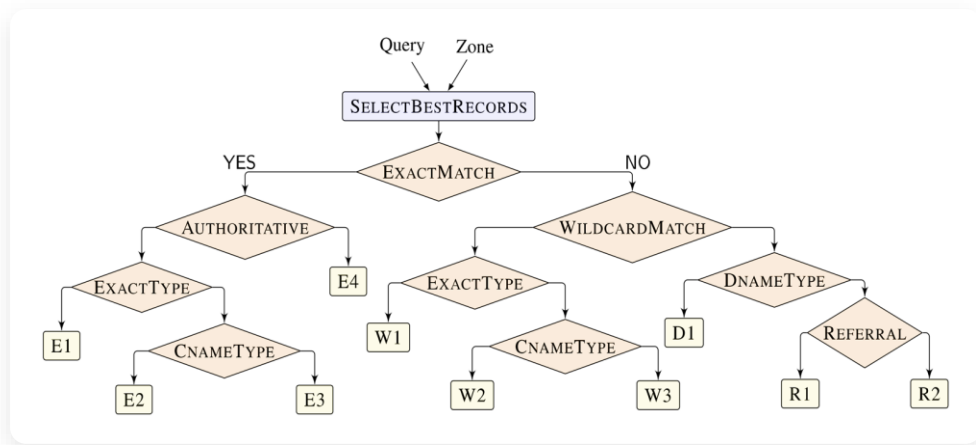 Query Zone
SELECTBESTRECORDS
YES EXACTMATCH NO
AUTHORITATIVE WILDCARDMATCH
EXACTTYPE E4 EXACTTYPE DNAMETYPE
E1 CNAMETYPE W1 CNAMETYPE D1 REFERRAL
E2 E3 W2 W3 R1 R2